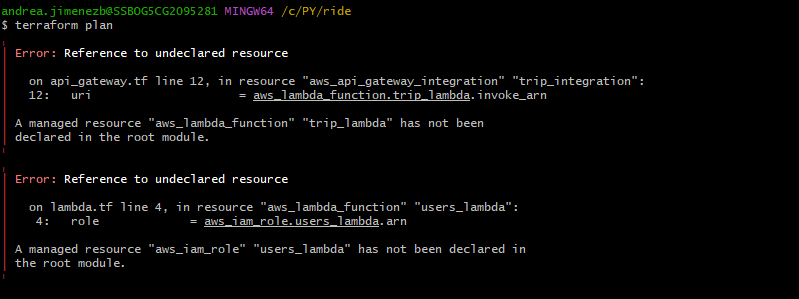 andrea.jimenezb@SSBOG5CG2095281 MINGW64 /c/PY/ride
$ terraform plan
Error: Reference to undeclared resource
on api_gateway.tf line 12, in resource "aws_api_gateway_integration" "trip_integration":
12: uri = aws_lambda_function.trip_lambda.invoke_arn
A managed resource "aws_lambda_function" "trip_lambda" has not been
declared in the root module.
Error: Reference to undeclared resource
on lambda.tf line 4, in resource "aws_lambda_function" "users_lambda":
4: role = aws_iam_role.users_lambda.arn
A managed resource "aws_iam_role" "users_lambda" has not been declared in
the root module.